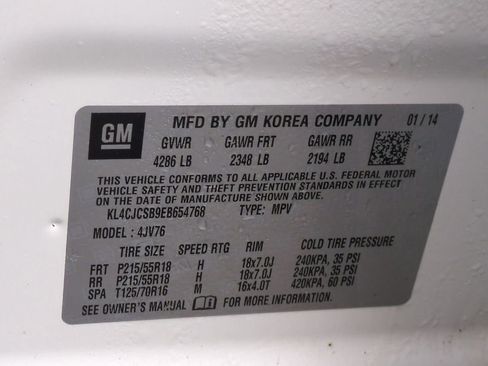 GM MFD BY GM KOREA COMPANY 01/14
GVWR GAWR FRT GAWR RR
4286 LB 2348 LB 2194 LB
THIS VEHICLE CONFORMS TO ALL APPLICABLE U.S. FEDERAL MOTOR
VEHICLE SAFETY AND THEFT PREVENTION STANDARDS IN EFFECT
ON THE DATE OF MANUFACTURE SHOWN ABOVE.
KL4CJCSB9EB654768 TYPE: MPV
MODEL: 4JV76
TIRE SIZE SPEED RTG RIM COLD TIRE PRESSURE
FRT P215/55R18 H 18x7.0J 240KPA, 35 PSI
RR P215/55R18 H 18x7.0J 240KPA, 35 PSI
SPA T125/70R16 M 16x4.0T 420KPA, 60 PSI
SEE OWNER'S MANUAL FOR MORE INFORMATION